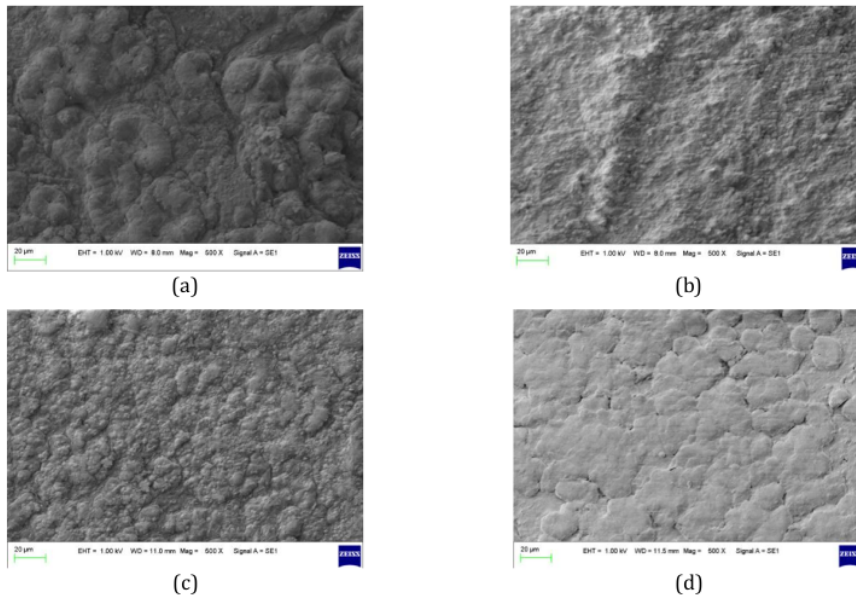 20 µm EHT = 1.00 kV WD = 8.0 mm Mag = 500 X Signal A = SE1 ZEISS
(a)
20 µm EHT = 1.00 kV WD = 8.0 mm Mag = 500 X Signal A = SE1 ZEISS
(b)
20 µm EHT = 1.00 kV WD = 11.0 mm Mag = 500 X Signal A = SE1 ZEISS
(c)
20 µm EHT = 1.00 kV WD = 11.5 mm Mag = 500 X Signal A = SE1 ZEISS
(d)